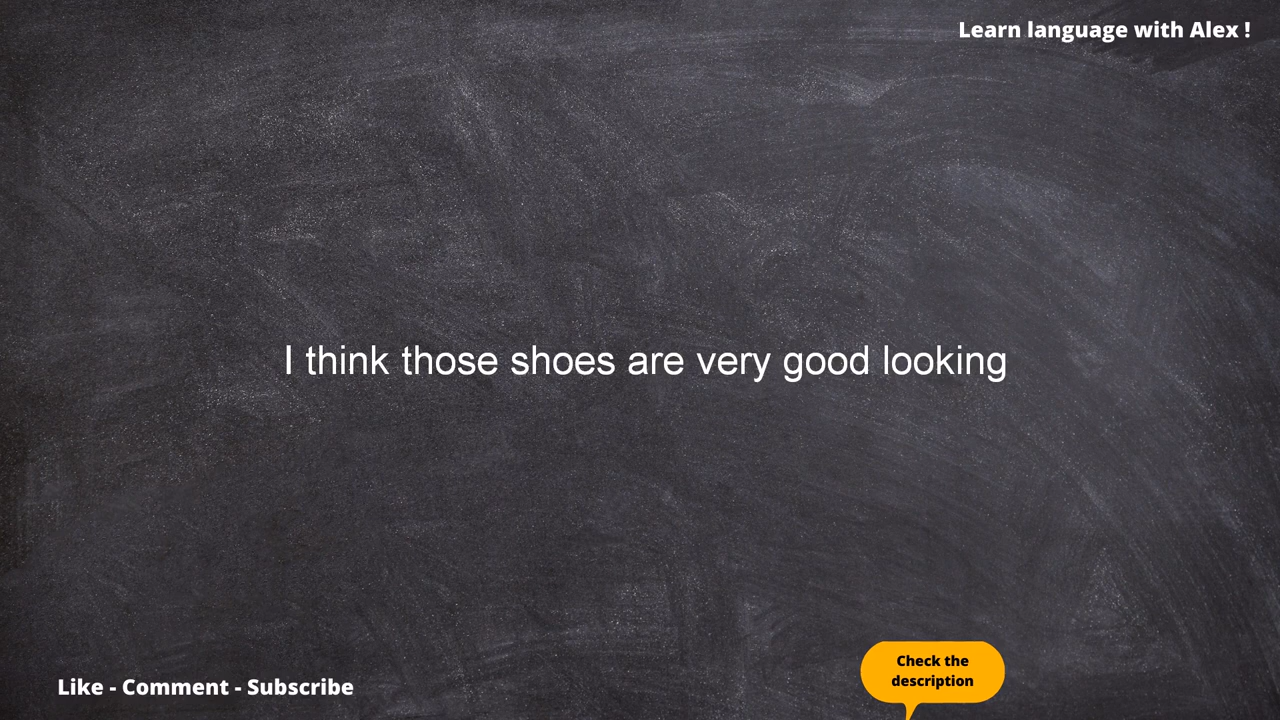 Learn language with Alex !
I think those shoes are very good looking
Check the
description
Like - Comment - Subscribe